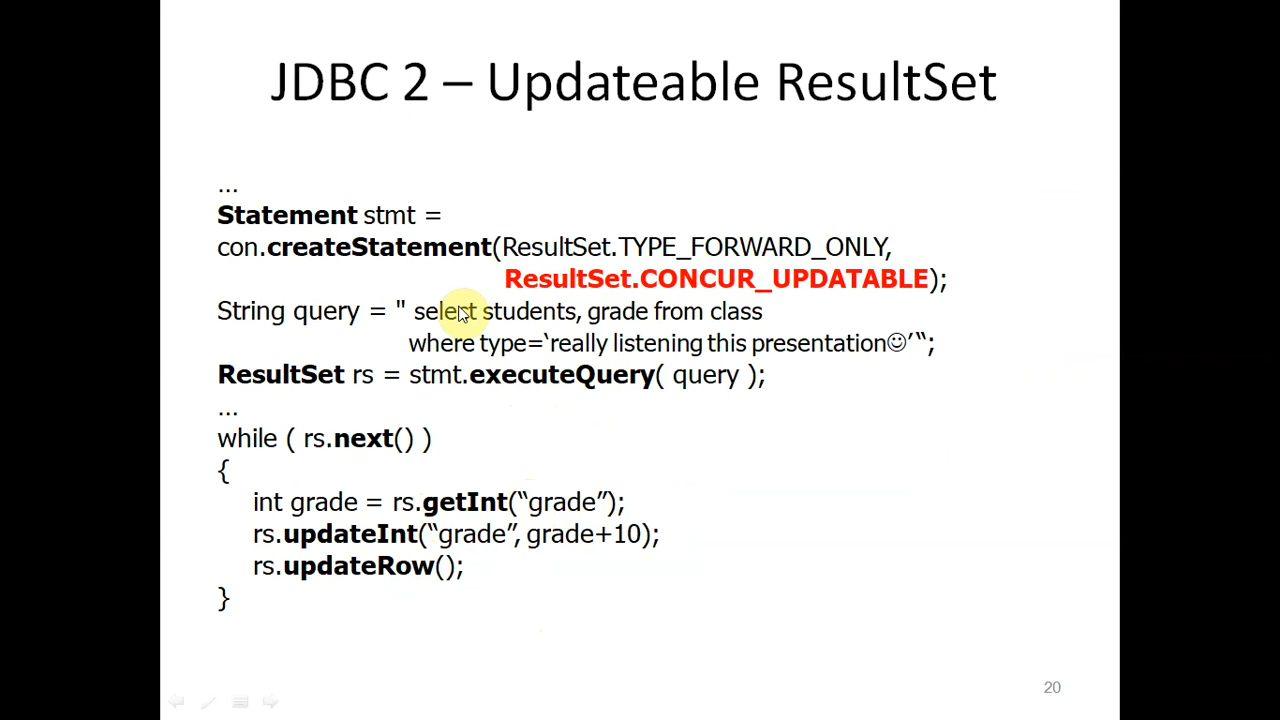 JDBC 2 – Updateable ResultSet
...
Statement stmt =
con.createStatement(ResultSet.TYPE_FORWARD_ONLY,
ResultSet.CONCUR_UPDATABLE);
String query = " select students, grade from class
where type=‘really listening this presentation☺’“;
ResultSet rs = stmt.executeQuery( query );
...
while ( rs.next() )
{
int grade = rs.getInt(“grade”);
rs.updateInt(“grade”, grade+10);
rs.updateRow();
}
20